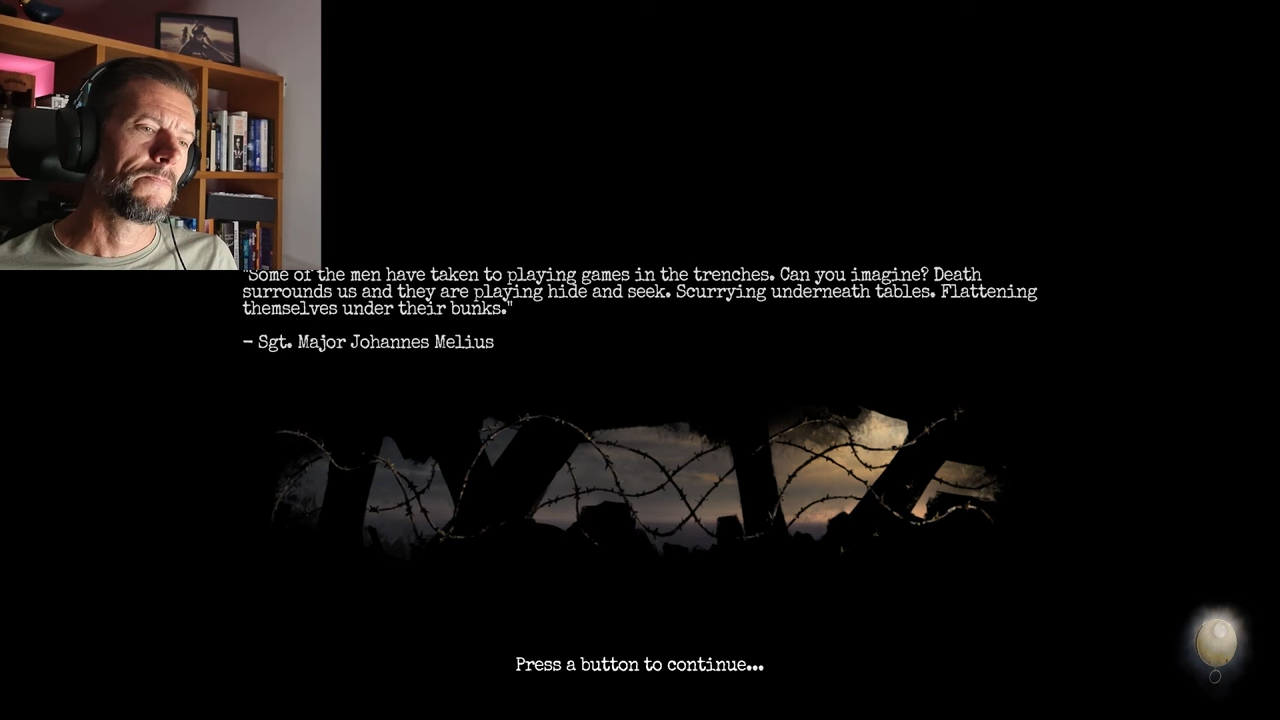 "Some of the men have taken to playing games in the trenches. Can you imagine? Death
surrounds us and they are playing hide and seek. Scurrying underneath tables. Flattening
themselves under their bunks."
- Sgt. Major Johannes Melius
Press a button to continue...